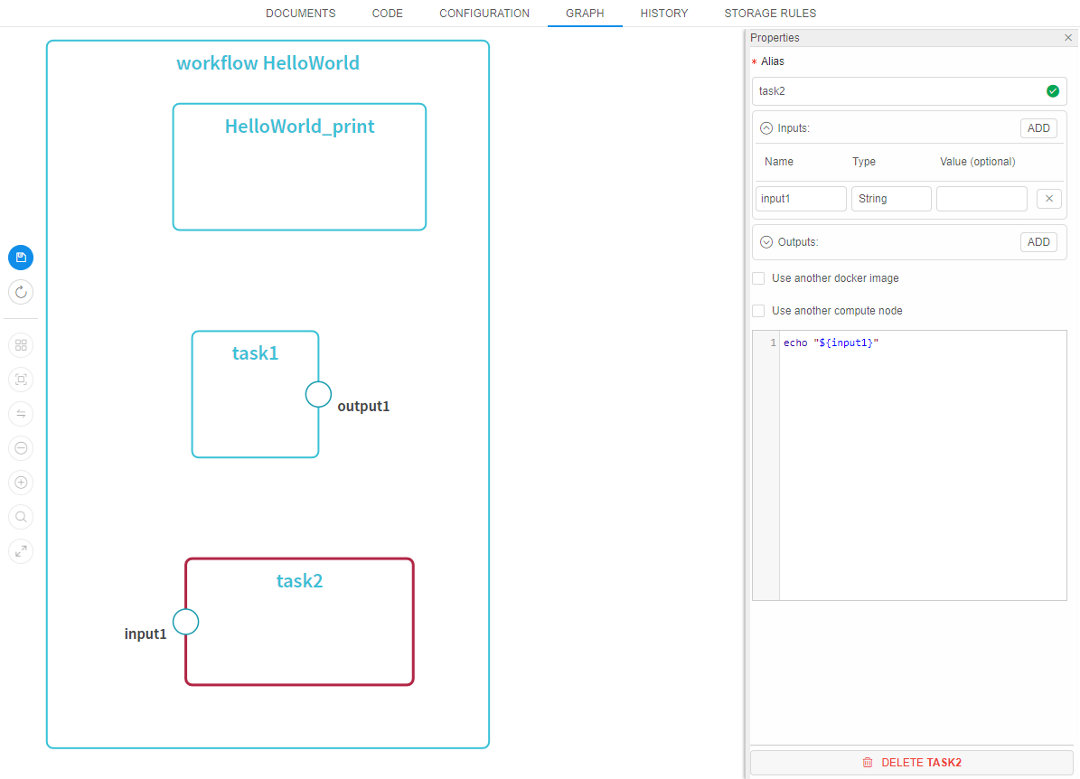 DOCUMENTS CODE CONFIGURATION GRAPH HISTORY STORAGE RULES
workflow HelloWorld
HelloWorld_print
task1
output1
task2
input1
Properties
* Alias
task2
Inputs: ADD
Name Type Value (optional)
input1 String
Outputs: ADD
Use another docker image
Use another compute node
1 echo "${input1}"
DELETE TASK2